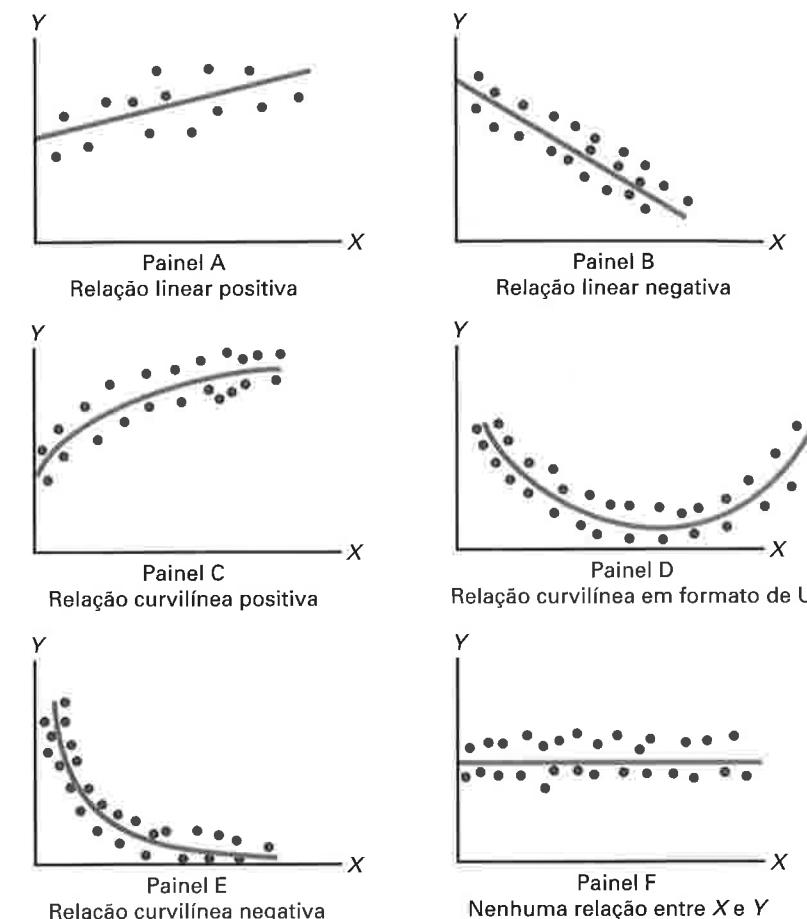 Y
Y
X
X
Painel A
Relação linear positiva
Painel B
Relação linear negativa
Y
Y
X
X
Painel C
Relação curvilínea positiva
Painel D
Relação curvilínea em formato de U
Y
Y
X
X
Painel E
Relação curvilínea negativa
Painel F
Nenhuma relação entre X e Y